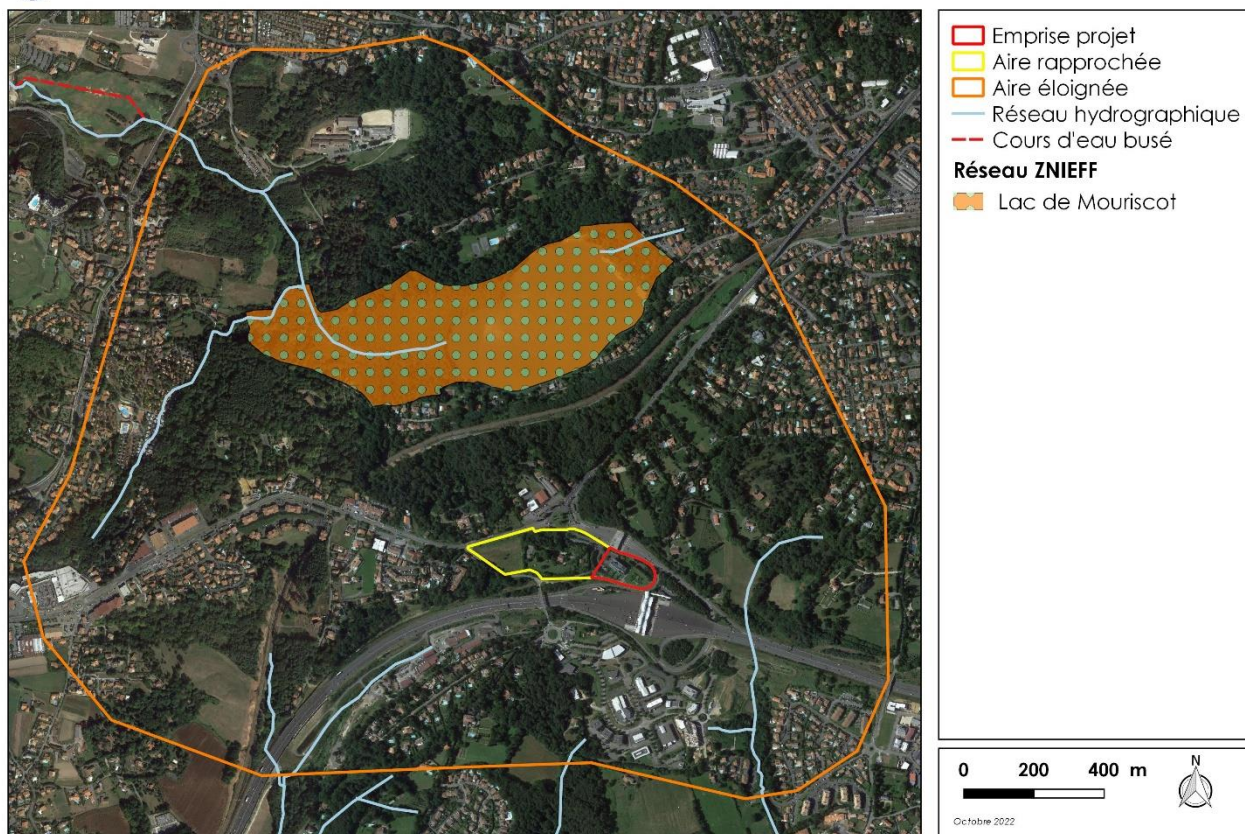 Emprise projet
Aire rapprochée
Aire éloignée
Réseau hydrographique
Cours d'eau busé
Réseau ZNIEFF
Lac de Mouriscot
0 200 400 m
N
Octobre 2022